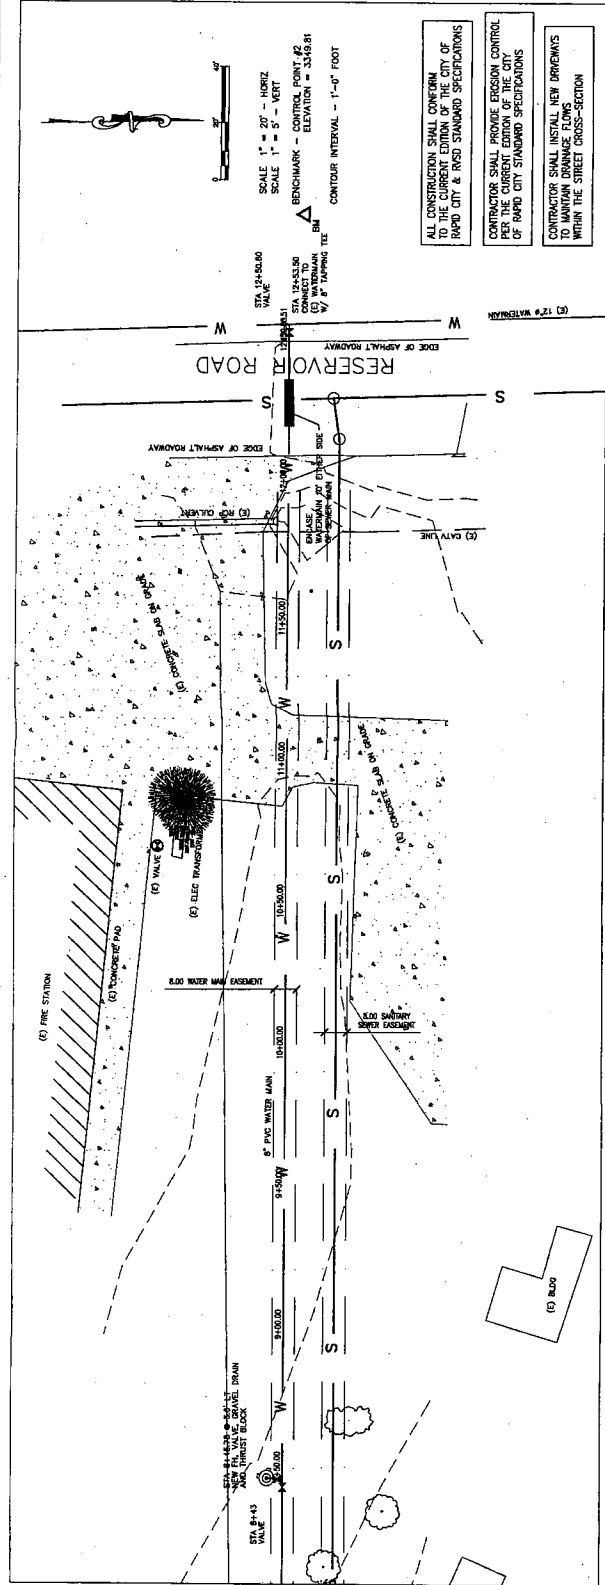 40'
20'
0
SCALE 1" = 20' - HORIZ
SCALE 1" = 5' - VERT
BENCHMARK - CONTROL POINT #2
ELEVATION = 3349.81
BM
CONTOUR INTERVAL - 1'-0" FOOT
ALL CONSTRUCTION SHALL CONFORM
TO THE CURRENT EDITION OF THE CITY OF
RAPID CITY & RVSD STANDARD SPECIFICATIONS
CONTRACTOR SHALL PROVIDE EROSION CONTROL
PER THE CURRENT EDITION OF THE CITY
OF RAPID CITY STANDARD SPECIFICATIONS
CONTRACTOR SHALL INSTALL NEW DRIVEWAYS
TO MAINTAIN DRAINAGE FLOWS
WITHIN THE STREET CROSS-SECTION
STA 12+50.80
VALVE
STA 12+53.50
CONNECT TO
(E) WATERMAIN
W/ 8" TAPPING TEE
(E) 12"ø WATERMAIN
W
W
EDGE OF ASPHALT ROADWAY
RESERVOIR ROAD
S
S
EDGE OF ASPHALT ROADWAY
12+00.00
W
ENCASE
WATERMAIN 10' EITHER SIDE
OF SEWER MAIN
(E) RCP CULVERT
(E) CATV LINE
(E) CONCRETE SLAB ON GRADE
11+50.00
S
W
11+00.00
(E) CONCRETE SLAB ON GRADE
(E) VALVE
(E) ELEC TRANSFORMER
10+50.00
W
S
(E) FIRE STATION
(E) CONCRETE PAD
8.00 WATER MAIN EASEMENT
8.00 SANITARY
SEWER EASEMENT
10+00.00
8" PVC WATER MAIN
S
W
9+50.00
9+00.00
S
W
(E) BLDG
NEW FH, VALVE, GRAVEL DRAIN
AND THRUST BLOCK
STA 8+43
VALVE